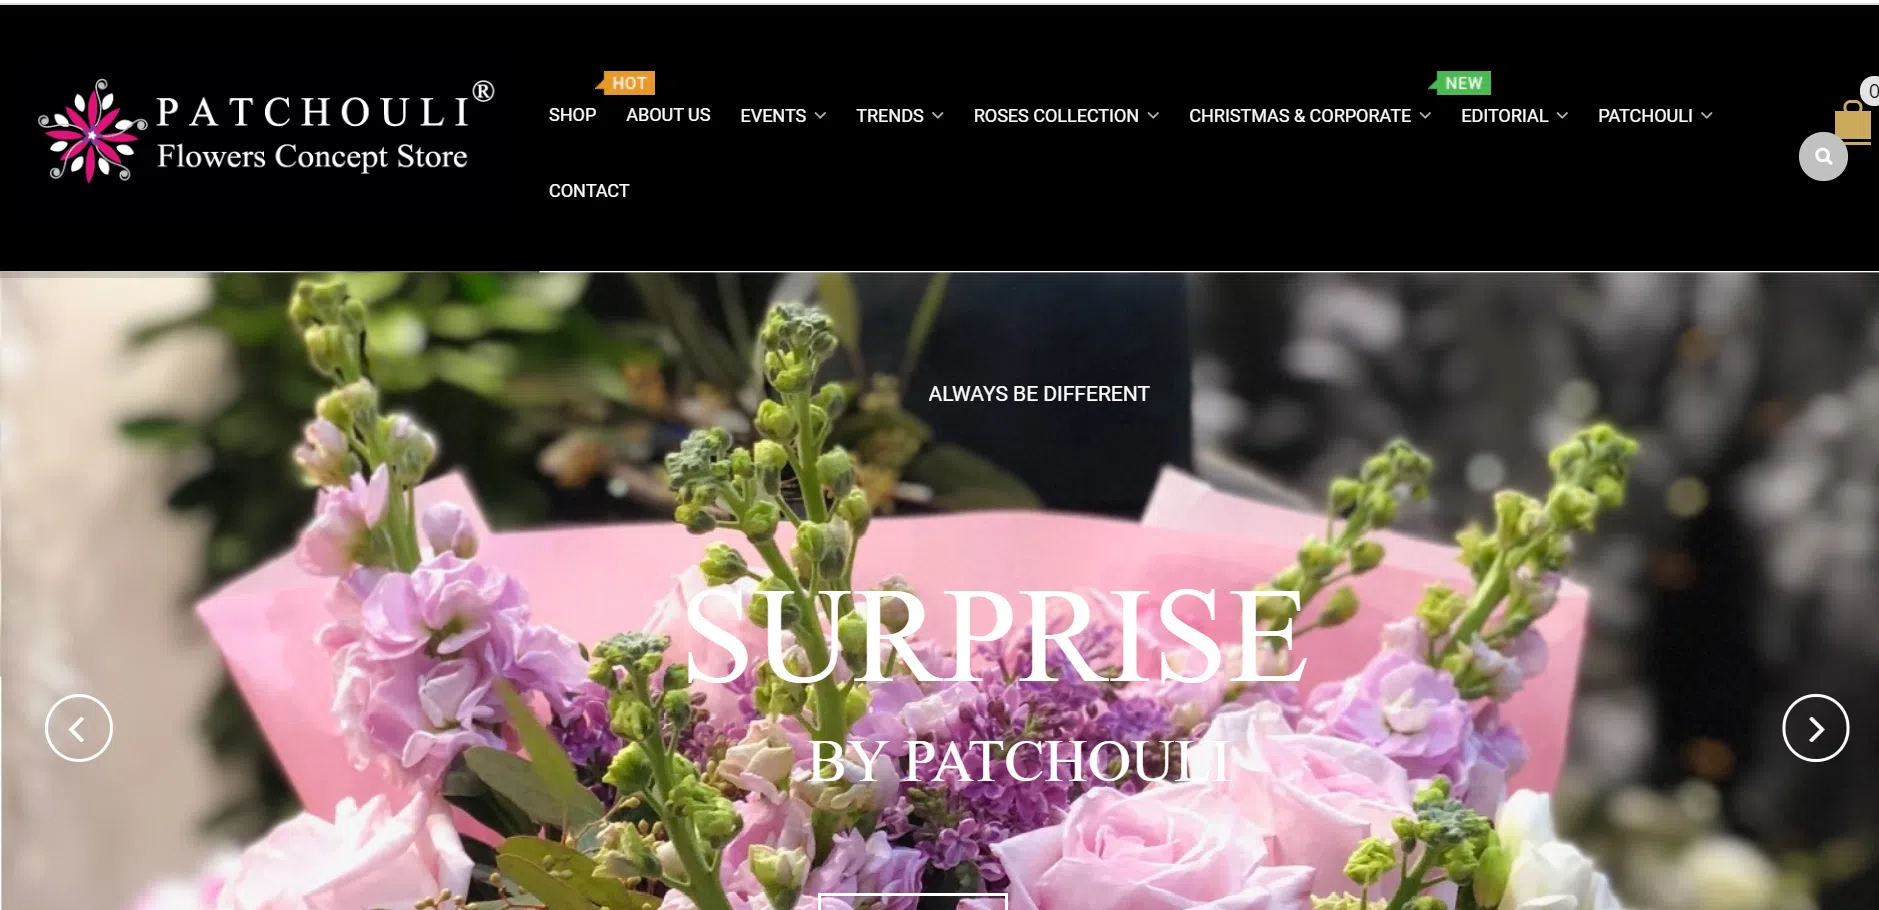 PATCHOULI®
Flowers Concept Store
HOT
NEW
SHOP ABOUT US EVENTS TRENDS ROSES COLLECTION CHRISTMAS & CORPORATE EDITORIAL PATCHOULI
0
CONTACT
ALWAYS BE DIFFERENT
SURPRISE
BY PATCHOULI